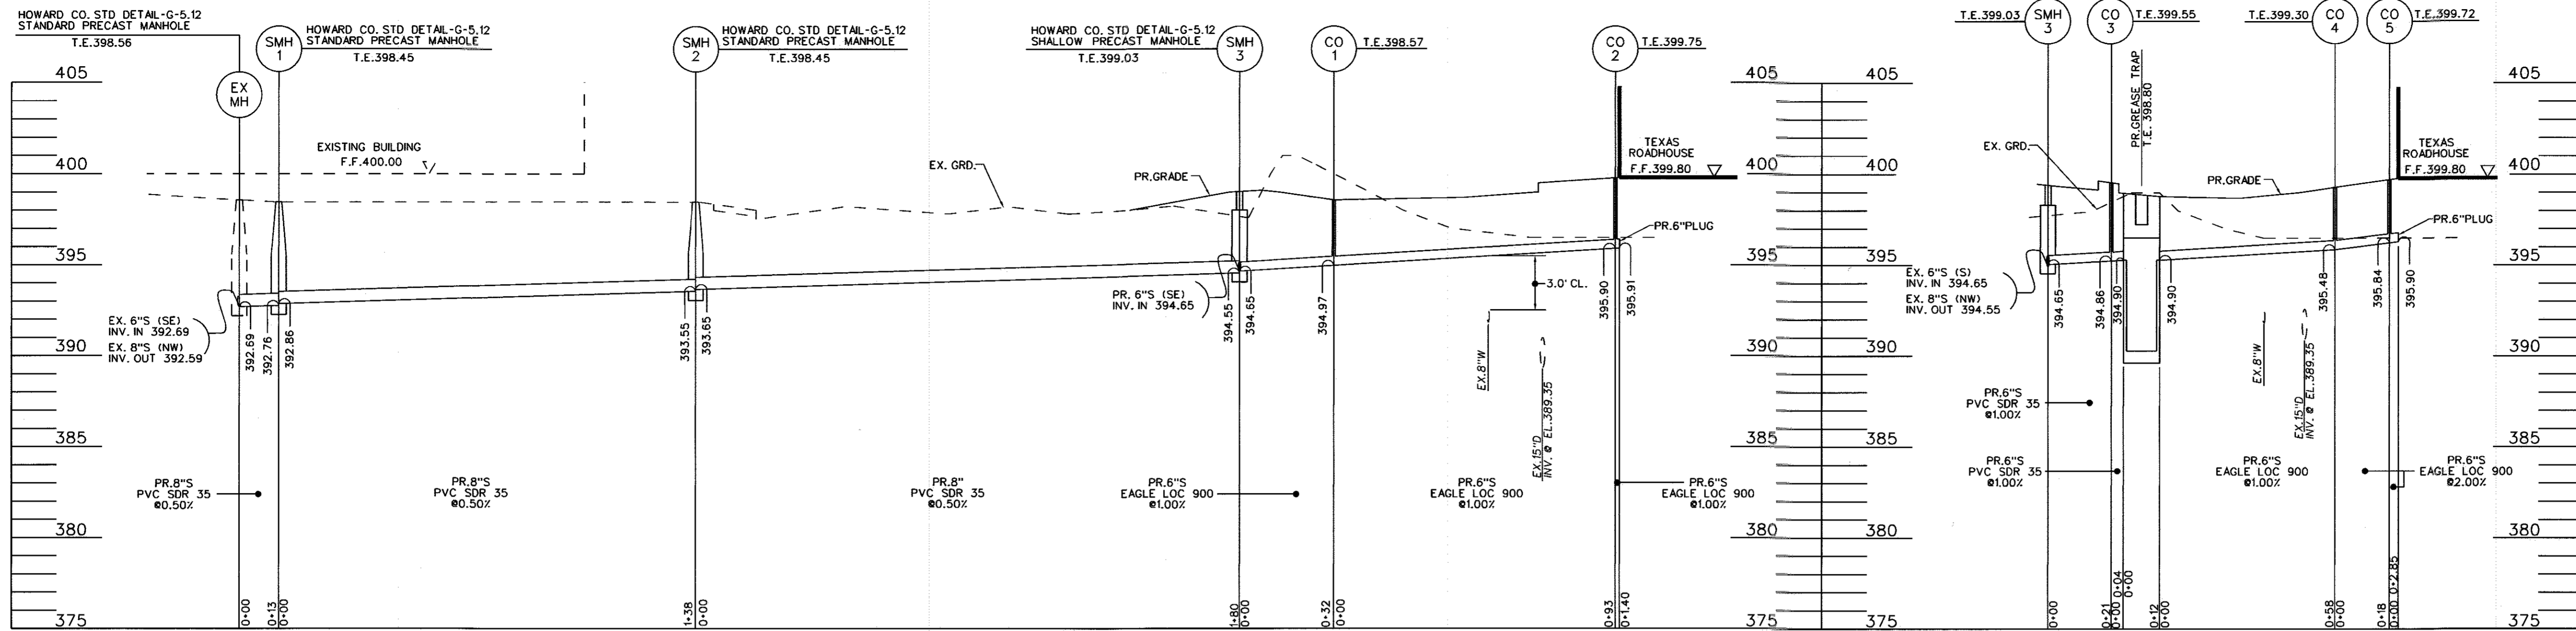 HOWARD CO. STD DETAIL-G-5.12
STANDARD PRECAST MANHOLE
T.E.398.56
EX
MH
SMH
1
HOWARD CO. STD DETAIL-G-5.12
STANDARD PRECAST MANHOLE
T.E.398.45
SMH
2
HOWARD CO. STD DETAIL-G-5.12
STANDARD PRECAST MANHOLE
T.E.398.45
HOWARD CO. STD DETAIL-G-5.12
SHALLOW PRECAST MANHOLE
T.E.399.03
SMH
3
CO
1
T.E.398.57
CO
2
T.E.399.75
405
400
395
390
385
380
375
EXISTING BUILDING
F.F.400.00
EX. GRD.
PR.GRADE
TEXAS
ROADHOUSE
F.F.399.80
PR.6"PLUG
EX. 6"S (SE)
INV. IN 392.69
EX. 8"S (NW)
INV. OUT 392.59
392.69
392.76
392.86
393.55
393.65
PR. 6"S (SE)
INV. IN 394.65
394.55
394.65
394.97
3.0' CL.
395.90
395.91
EX.8"W
EX.15"D
INV. @ EL.389.35
PR.8"S
PVC SDR 35
@0.50%
PR.8"S
PVC SDR 35
@0.50%
PR.8"
PVC SDR 35
@0.50%
PR.6"S
EAGLE LOC 900
@1.00%
PR.6"S
EAGLE LOC 900
@1.00%
PR.6"S
EAGLE LOC 900
@1.00%
0+00
0+13
0+00
1+38
0+00
1+80
0+00
0+32
0+00
0+93
0+1.40
405
400
395
390
385
380
375
405
400
395
390
385
380
375
T.E.399.03
SMH
3
CO
3
T.E.399.55
T.E.399.30
CO
4
CO
5
T.E.399.72
PR.GREASE TRAP
T.E. 398.80
EX. GRD.
PR.GRADE
TEXAS
ROADHOUSE
F.F.399.80
PR.6"PLUG
EX. 6"S (S)
INV. IN 394.65
EX. 8"S (NW)
INV. OUT 394.55
394.65
394.86
394.90
394.90
395.48
395.84
395.90
EX.8"W
EX.15"D
INV. @ EL.389.35
PR.6"S
PVC SDR 35
@1.00%
PR.6"S
PVC SDR 35
@1.00%
PR.6"S
EAGLE LOC 900
@1.00%
PR.6"S
EAGLE LOC 900
@2.00%
0+00
0+21
0+00 0+04
0+00
0+12
0+00
0+58
0+00
0+18
0+00 0+2.85
405
400
395
390
385
380
375